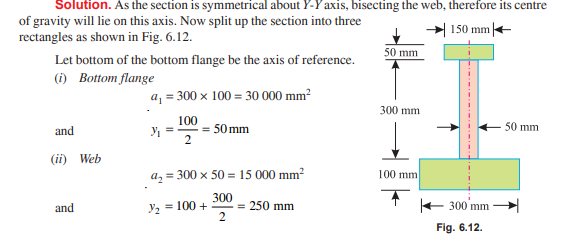 Solution. As the section is symmetrical about Y-Y axis, bisecting the web, therefore its centre
of gravity will lie on this axis. Now split up the section into three
rectangles as shown in Fig. 6.12.
Let bottom of the bottom flange be the axis of reference.
(i) Bottom flange
a₁ = 300 × 100 = 30 000 mm²
and y₁ = 100/2 = 50 mm
(ii) Web
a₂ = 300 × 50 = 15 000 mm²
and y₂ = 100 + 300/2 = 250 mm
150 mm
50 mm
300 mm
50 mm
100 mm
300 mm
Fig. 6.12.